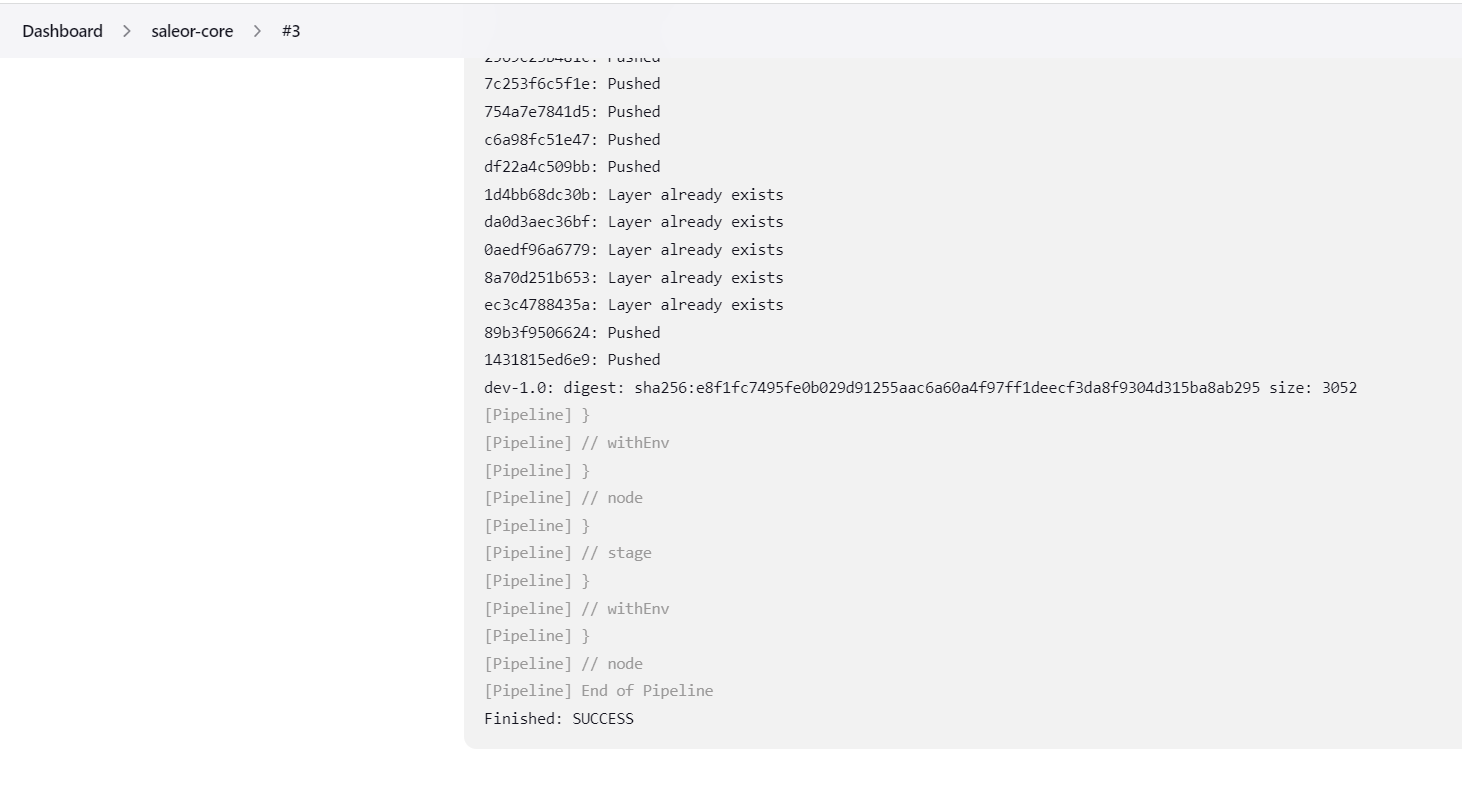 Dashboard > saleor-core > #3
Pushed
7c253f6c5f1e: Pushed
754a7e7841d5: Pushed
c6a98fc51e47: Pushed
df22a4c509bb: Pushed
1d4bb68dc30b: Layer already exists
da0d3aec36bf: Layer already exists
0aedf96a6779: Layer already exists
8a70d251b653: Layer already exists
ec3c4788435a: Layer already exists
89b3f9506624: Pushed
1431815ed6e9: Pushed
dev-1.0: digest: sha256:e8f1fc7495fe0b029d91255aac6a60a4f97ff1deecf3da8f9304d315ba8ab295 size: 3052
[Pipeline] }
[Pipeline] // withEnv
[Pipeline] }
[Pipeline] // node
[Pipeline] }
[Pipeline] // stage
[Pipeline] }
[Pipeline] // withEnv
[Pipeline] }
[Pipeline] // node
[Pipeline] End of Pipeline
Finished: SUCCESS